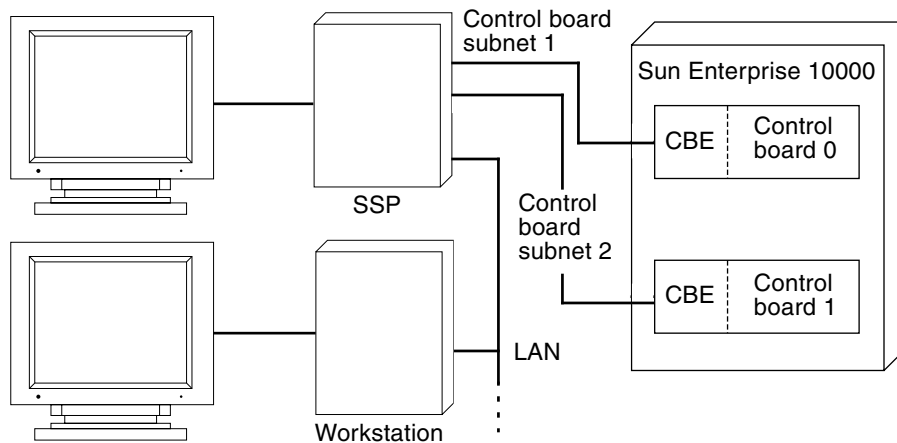 Control board
subnet 1
Sun Enterprise 10000
CBE
Control
board 0
SSP
Control
board
subnet 2
CBE
Control
board 1
LAN
Workstation